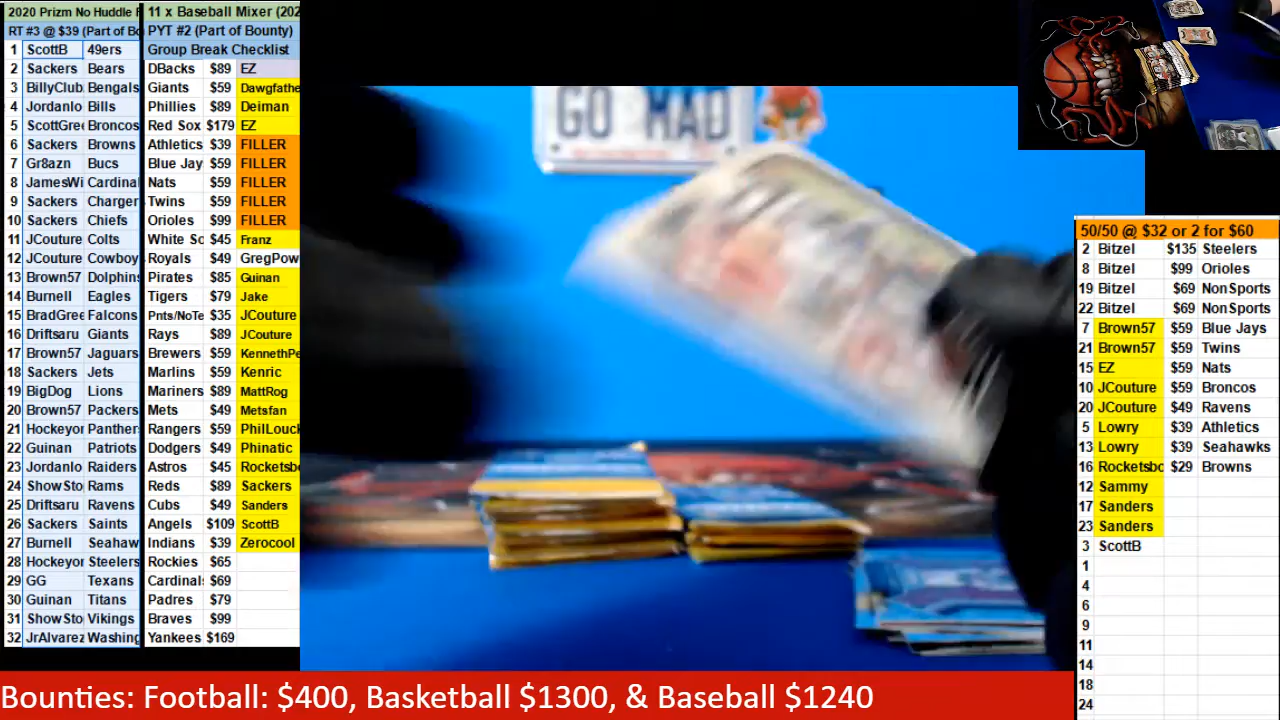 2020 Prizm No Huddle F
RT #3 @ $39 (Part of Bo
1 ScottB 49ers
2 Sackers Bears
3 BillyClub Bengals
4 Jordanlo Bills
5 ScottGree Broncos
6 Sackers Browns
7 Gr8azn Bucs
8 JamesWi Cardinal
9 Sackers Charger
10 Sackers Chiefs
11 JCouture Colts
12 JCouture Cowboy
13 Brown57 Dolphins
14 Burnell Eagles
15 BradGree Falcons
16 Driftsaru Giants
17 Brown57 Jaguars
18 Sackers Jets
19 BigDog Lions
20 Brown57 Packers
21 Hockeyor Panther
22 Guinan Patriots
23 Jordanlo Raiders
24 ShowSto Rams
25 Driftsaru Ravens
26 Sackers Saints
27 Burnell Seahaw
28 Hockeyor Steelers
29 GG Texans
30 Guinan Titans
31 ShowSto Vikings
32 JrAlvarez Washing
11 x Baseball Mixer (202
PYT #2 (Part of Bounty)
Group Break Checklist
DBacks $89 EZ
Giants $59 Dawgfathe
Phillies $89 Deiman
Red Sox $179 EZ
Athletics $39 FILLER
Blue Jay $59 FILLER
Nats $59 FILLER
Twins $59 FILLER
Orioles $99 FILLER
White So $45 Franz
Royals $49 GregPow
Pirates $85 Guinan
Tigers $79 Jake
Pnts/NoTe $35 JCouture
Rays $89 JCouture
Brewers $59 KennethPe
Marlins $59 Kenric
Mariners $89 MattRog
Mets $49 Metsfan
Rangers $59 PhilLouck
Dodgers $49 Phinatic
Astros $45 Rocketsbo
Reds $89 Sackers
Cubs $49 Sanders
Angels $109 ScottB
Indians $39 Zerocool
Rockies $65
Cardinals $69
Padres $79
Braves $99
Yankees $169
GO MAD
50/50 @ $32 or 2 for $60
2 Bitzel $135 Steelers
8 Bitzel $99 Orioles
19 Bitzel $69 NonSports
22 Bitzel $69 NonSports
7 Brown57 $59 Blue Jays
21 Brown57 $59 Twins
15 EZ $59 Nats
10 JCouture $59 Broncos
20 JCouture $49 Ravens
5 Lowry $39 Athletics
13 Lowry $39 Seahawks
16 Rocketsbo $29 Browns
12 Sammy
17 Sanders
23 Sanders
3 ScottB
1
4
6
9
11
14
18
24
Bounties: Football: $400, Basketball $1300, & Baseball $1240